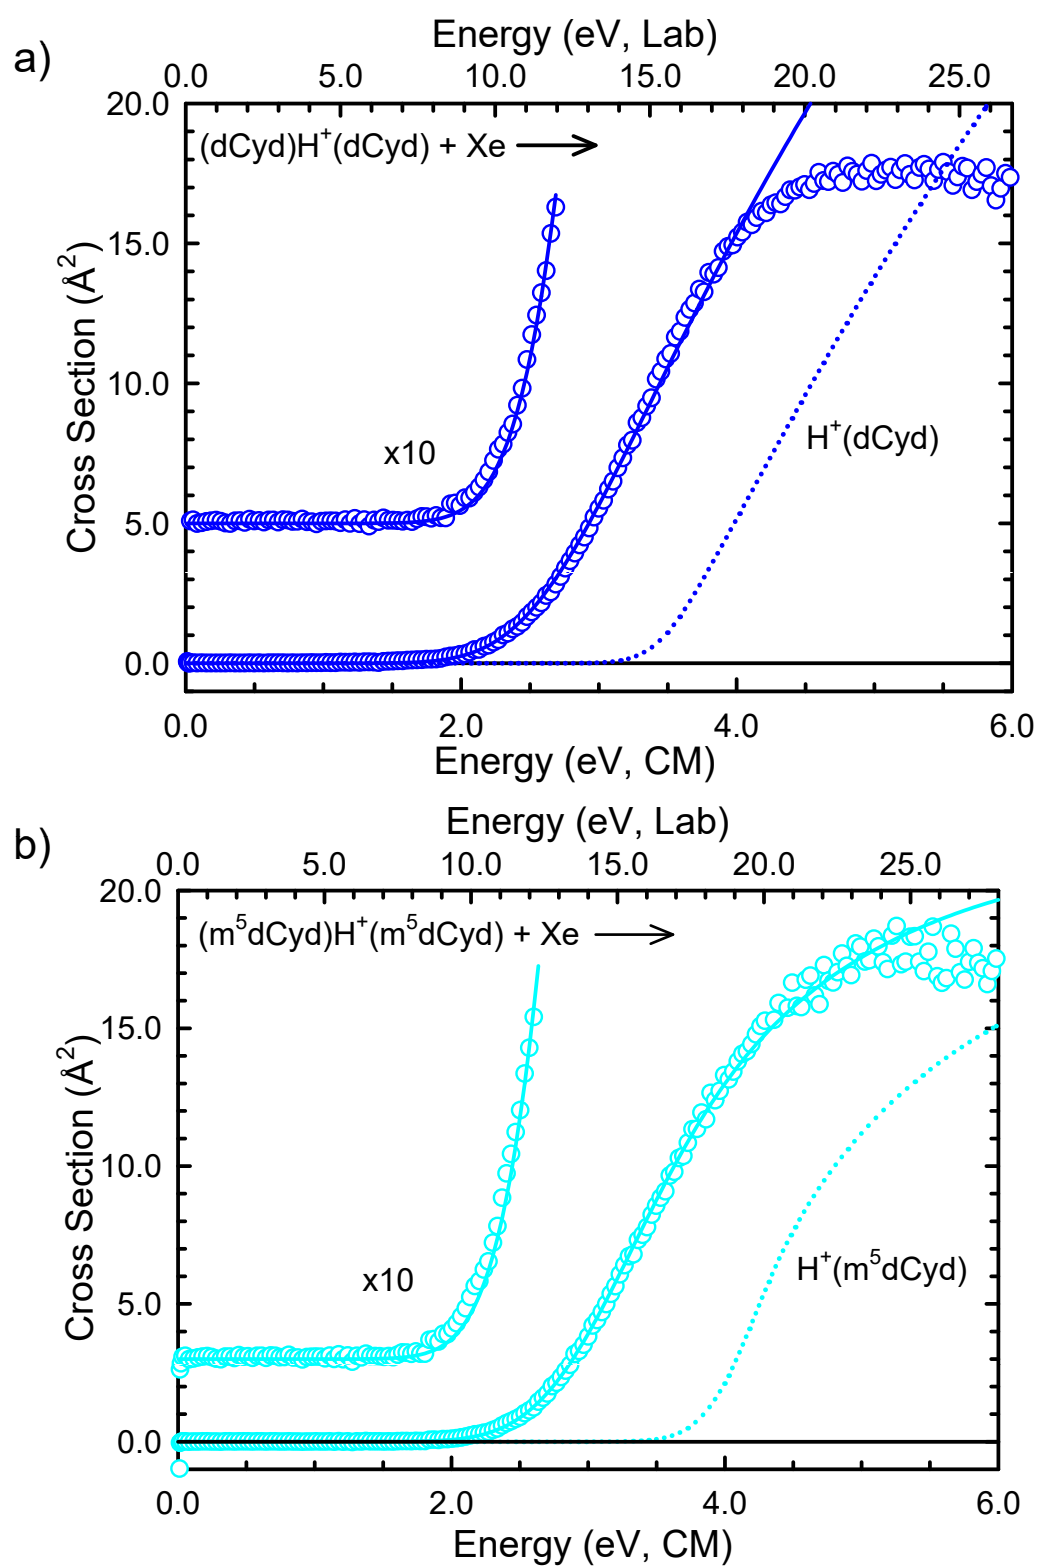 a)
Energy (eV, Lab)
0.0 5.0 10.0 15.0 20.0 25.0
20.0
(dCyd)H⁺(dCyd) + Xe ⟶
15.0
Cross Section (Å²)
10.0
H⁺(dCyd)
x10
5.0
0.0
0.0 2.0 4.0 6.0
Energy (eV, CM)
b)
Energy (eV, Lab)
0.0 5.0 10.0 15.0 20.0 25.0
20.0
(m⁵dCyd)H⁺(m⁵dCyd) + Xe ⟶
15.0
Cross Section (Å²)
10.0
H⁺(m⁵dCyd)
x10
5.0
0.0
0.0 2.0 4.0 6.0
Energy (eV, CM)